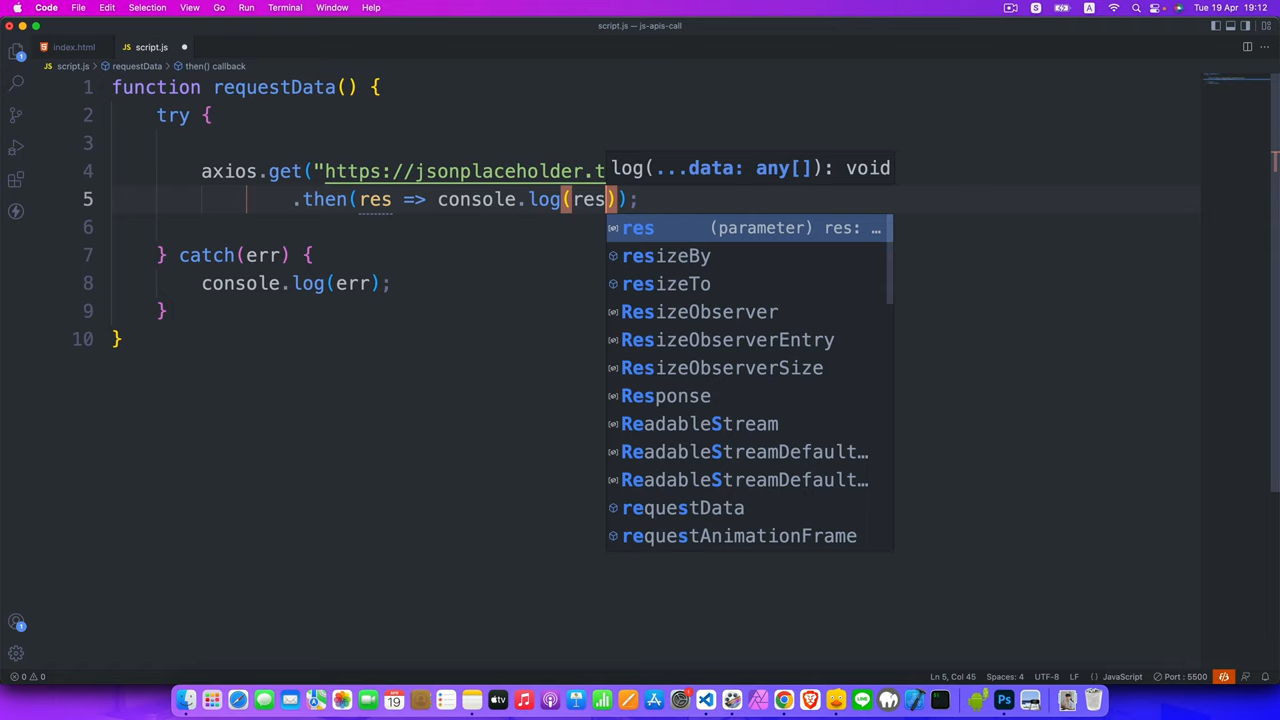 Code File Edit Selection View Go Run Terminal Window Help Tue 19 Apr 19:12
script.js — js-apis-call
index.html script.js
script.js > requestData > then() callback
1 function requestData() {
2 try {
3
4 axios.get("https://jsonplaceholder.t
log(...data: any[]): void
5 .then(res => console.log(res));
6
7 } catch(err) {
8 console.log(err);
9 }
10 }
res (parameter) res: …
resizeBy
resizeTo
ResizeObserver
ResizeObserverEntry
ResizeObserverSize
Response
ReadableStream
ReadableStreamDefault…
ReadableStreamDefault…
requestData
requestAnimationFrame
0 0 Ln 5, Col 45 Spaces: 4 UTF-8 LF {} JavaScript Port : 5500